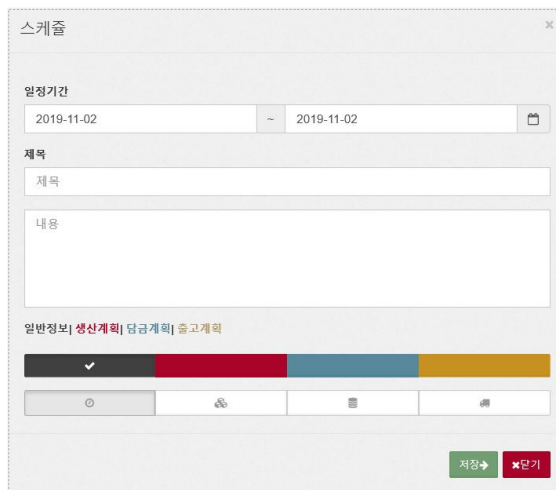 스케쥴
일정기간
2019-11-02 ~ 2019-11-02
제목
제목
내용
일반정보| 생산계획| 담금계획| 출고계획
저장 닫기